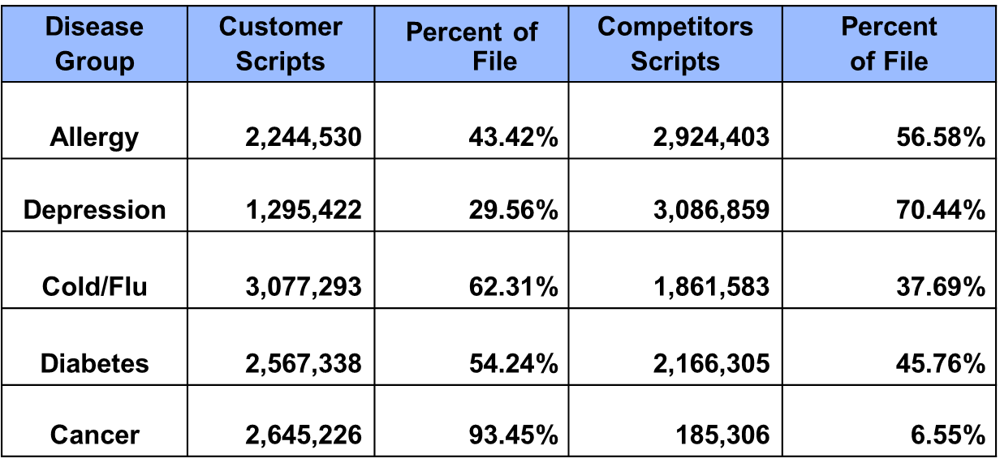 Disease Group Customer Scripts Percent of File Competitors Scripts Percent of File
Allergy 2,244,530 43.42% 2,924,403 56.58%
Depression 1,295,422 29.56% 3,086,859 70.44%
Cold/Flu 3,077,293 62.31% 1,861,583 37.69%
Diabetes 2,567,338 54.24% 2,166,305 45.76%
Cancer 2,645,226 93.45% 185,306 6.55%